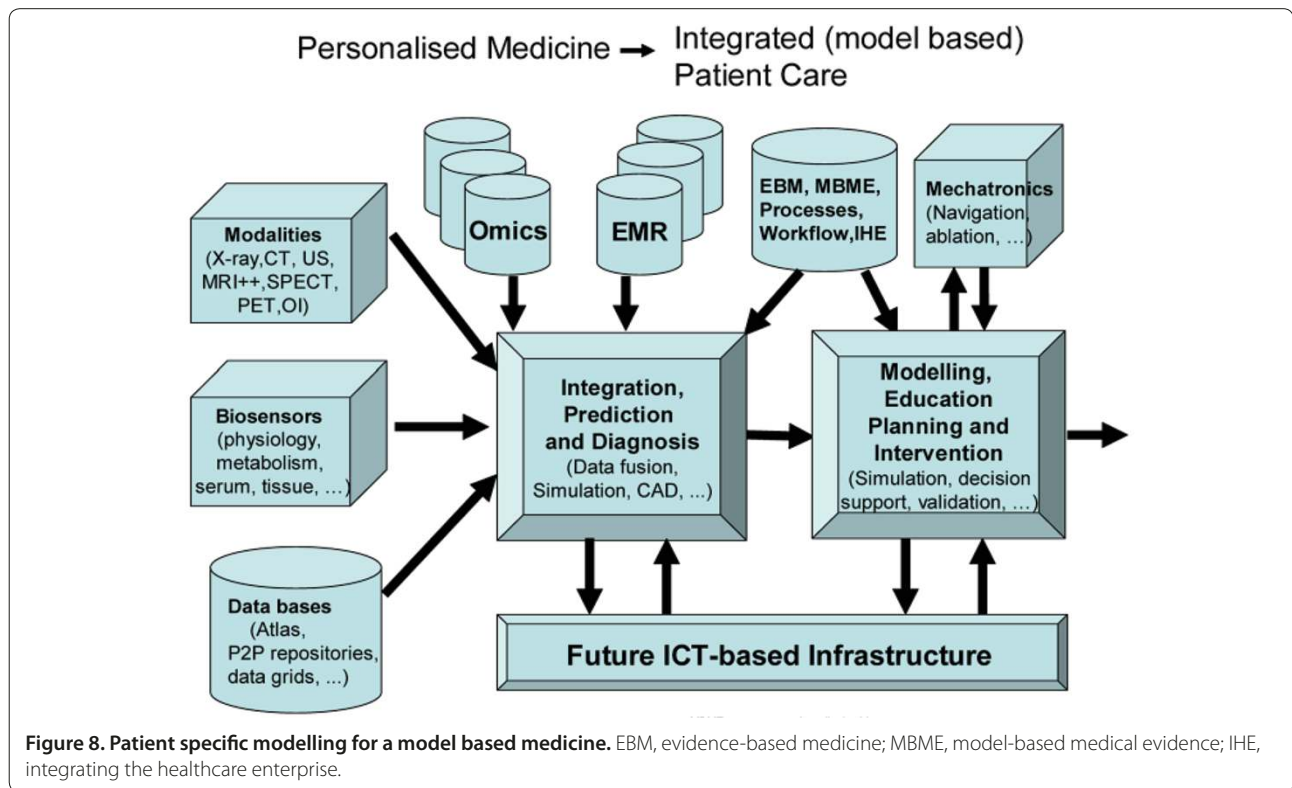 Personalised Medicine
Integrated (model based)
Patient Care
Modalities
(X-ray,CT, US,
MRI++,SPECT,
PET,OI)
Omics
EMR
EBM, MBME,
Processes,
Workflow,IHE
Mechatronics
(Navigation,
ablation, ...)
Biosensors
(physiology,
metabolism,
serum, tissue, ...)
Integration,
Prediction
and Diagnosis
(Data fusion,
Simulation, CAD, ...)
Modelling,
Education
Planning and
Intervention
(Simulation, decision
support, validation, ...)
Data bases
(Atlas,
P2P repositories,
data grids, ...)
Future ICT-based Infrastructure
Figure 8. Patient specific modelling for a model based medicine. EBM, evidence-based medicine; MBME, model-based medical evidence; IHE,
integrating the healthcare enterprise.